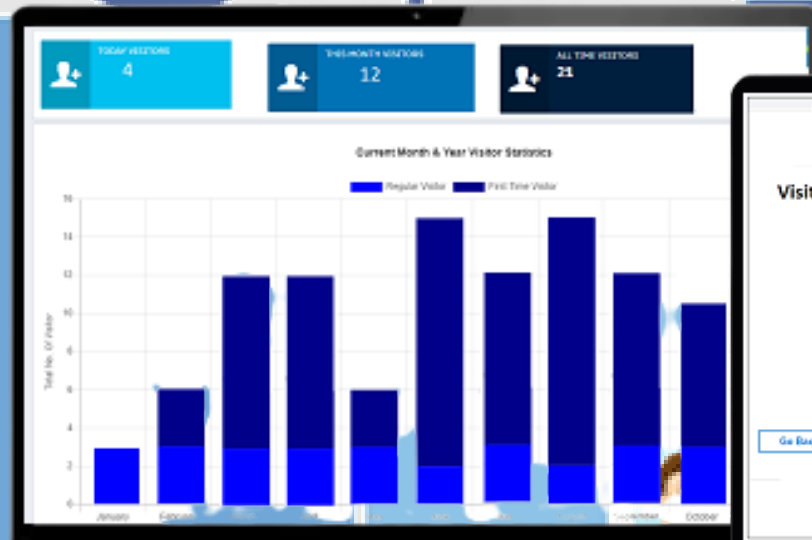 TODAY VISITORS
4
THIS MONTH VISITORS
12
ALL TIME VISITORS
21
Current Month & Year Visitor Statistics
Regular Visitor
First Time Visitor
Total No. Of Visitor
16
14
12
10
8
6
4
2
0
January
September
October
Visit
Go Bac